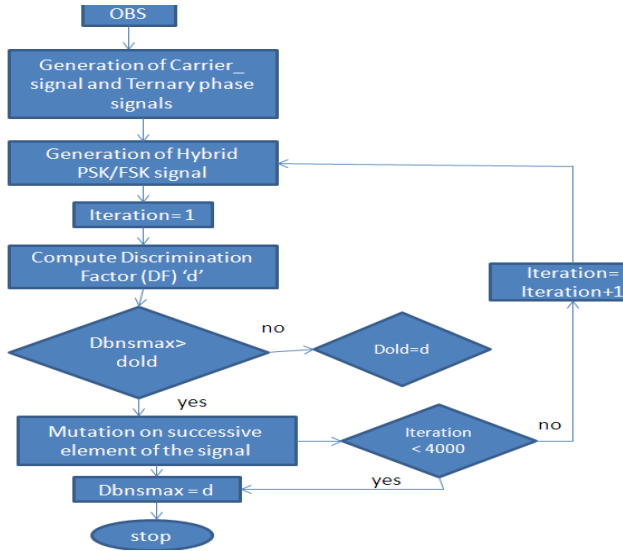 OBS
Generation of Carrier_
signal and Ternary phase
signals
Generation of Hybrid
PSK/FSK signal
Iteration=1
Compute Discrimination
Factor (DF) ‘d’
Iteration=
Iteration+1
Dbnsmax>
dold
no
Dold=d
yes
Mutation on successive
element of the signal
Iteration
< 4000
no
yes
Dbnsmax = d
stop